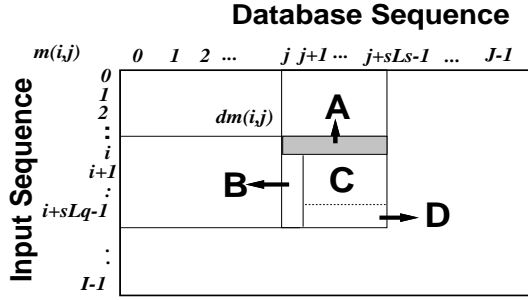 Database Sequence
m(i,j) 0 1 2 ... j j+1 ... j+sLs-1 ... J-1
Input Sequence
0
1
2
:
i
i+1
:
i+sLq-1
:
:
I-1
A
dm(i,j)
B
C
D